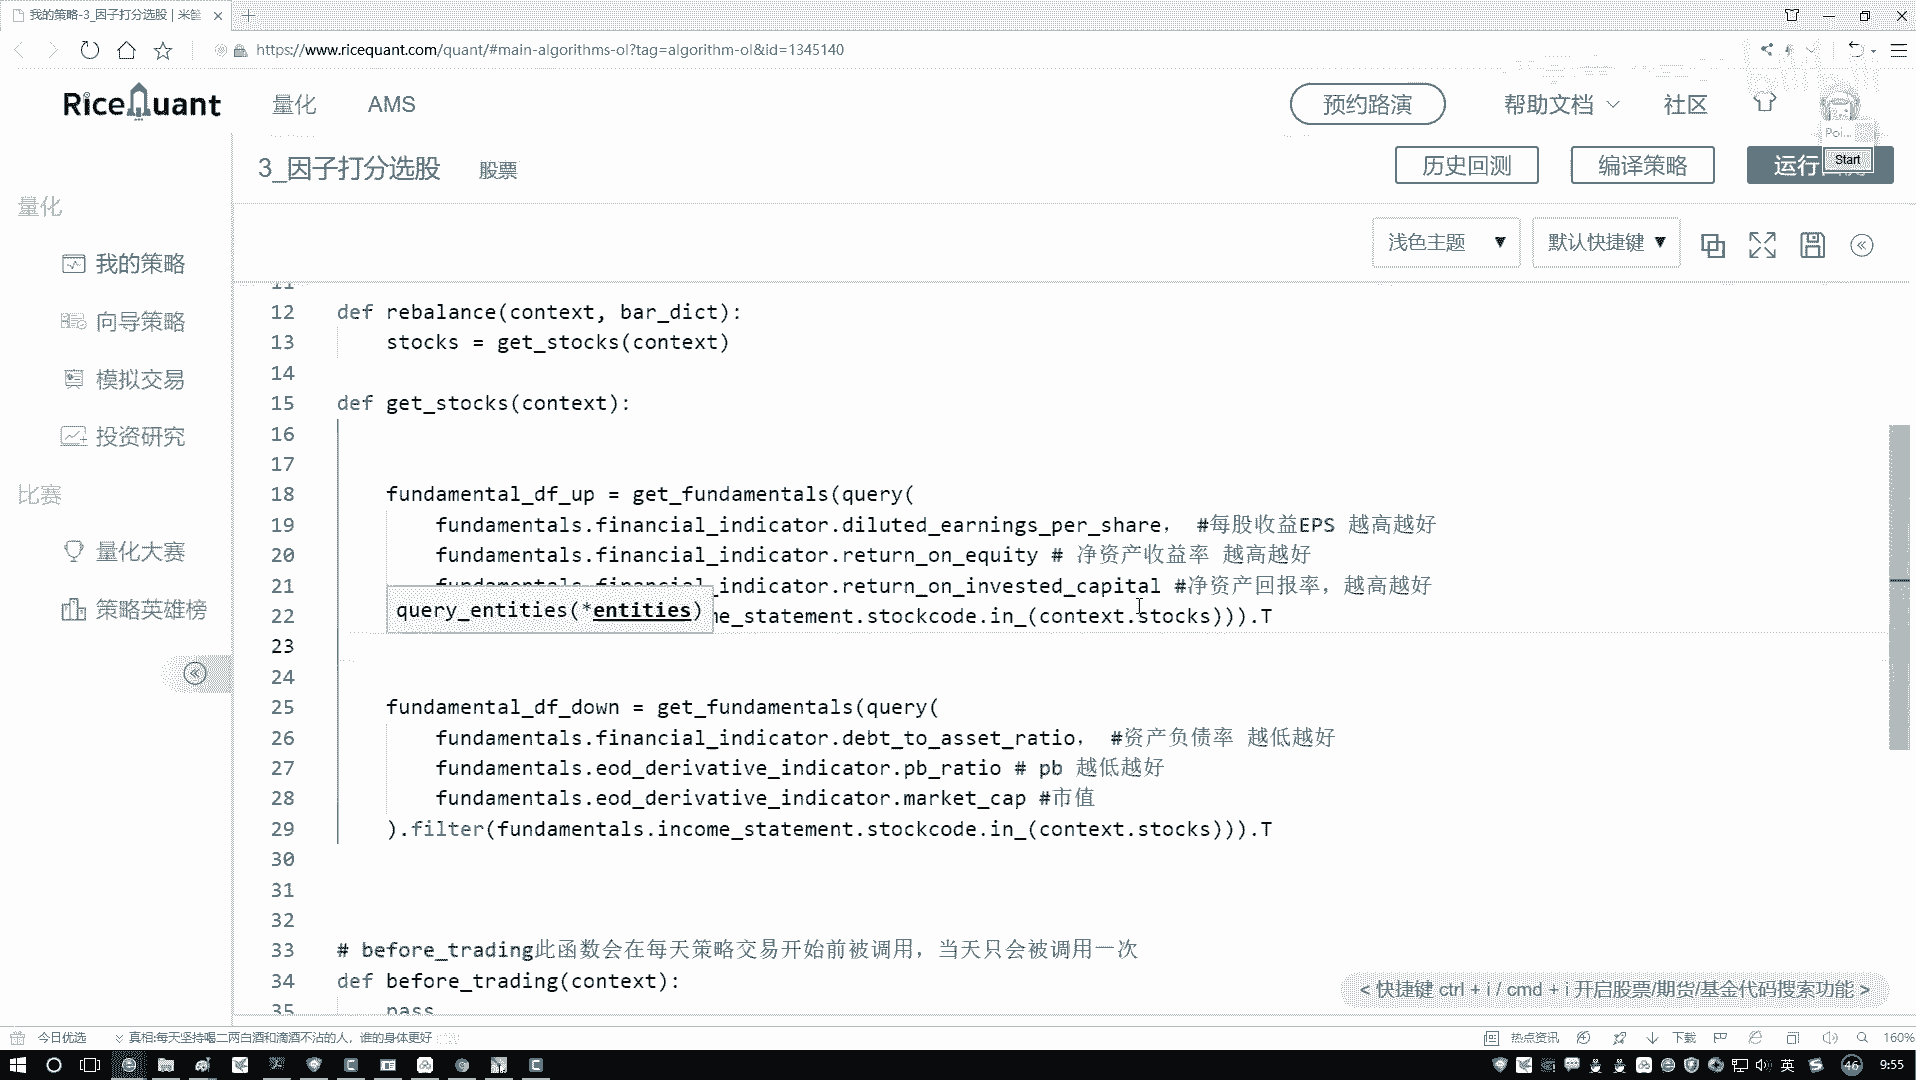 我的策略-3_因子打分选股 | 米筐
https://www.ricequant.com/quant/#main-algorithms-ol?tag=algorithm-ol&id=1345140
RiceQuant 量化 AMS 预约路演 帮助文档 社区
Poi...
Start
3_因子打分选股 股票 历史回测 编译策略 运行
量化
浅色主题 默认快捷键
我的策略
向导策略
模拟交易
投资研究
比赛
量化大赛
策略英雄榜
11
12 def rebalance(context, bar_dict):
13 stocks = get_stocks(context)
14
15 def get_stocks(context):
16
17
18 fundamental_df_up = get_fundamentals(query(
19 fundamentals.financial_indicator.diluted_earnings_per_share, #每股收益EPS 越高越好
20 fundamentals.financial_indicator.return_on_equity # 净资产收益率 越高越好
21 fundamentals.financial_indicator.return_on_invested_capital #净资产回报率，越高越好
query_entities(*entities)
22 me_statement.stockcode.in_(context.stocks))).T
23
24
25 fundamental_df_down = get_fundamentals(query(
26 fundamentals.financial_indicator.debt_to_asset_ratio, #资产负债率 越低越好
27 fundamentals.eod_derivative_indicator.pb_ratio # pb 越低越好
28 fundamentals.eod_derivative_indicator.market_cap #市值
29 ).filter(fundamentals.income_statement.stockcode.in_(context.stocks))).T
30
31
32
33 # before_trading此函数会在每天策略交易开始前被调用，当天只会被调用一次
34 def before_trading(context):
35 pass
< 快捷键 ctrl + i / cmd + i 开启股票/期货/基金代码搜索功能 >
今日优选 真相:每天坚持喝二两白酒和滴酒不沾的人，谁的身体更好 热点资讯 下载 160%
英 46 9:55